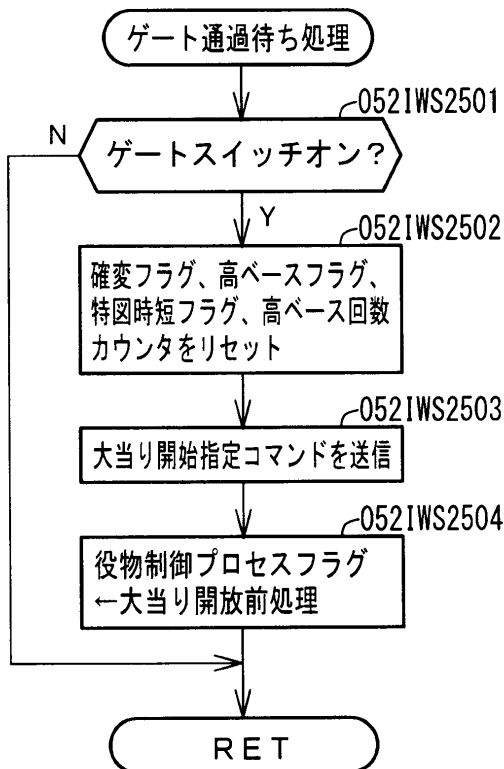 ゲート通過待ち処理
052IWS2501
N
ゲートスイッチオン？
Y
052IWS2502
確変フラグ、高ベースフラグ、
特図時短フラグ、高ベース回数
カウンタをリセット
052IWS2503
大当り開始指定コマンドを送信
052IWS2504
役物制御プロセスフラグ
←大当り開放前処理
RET